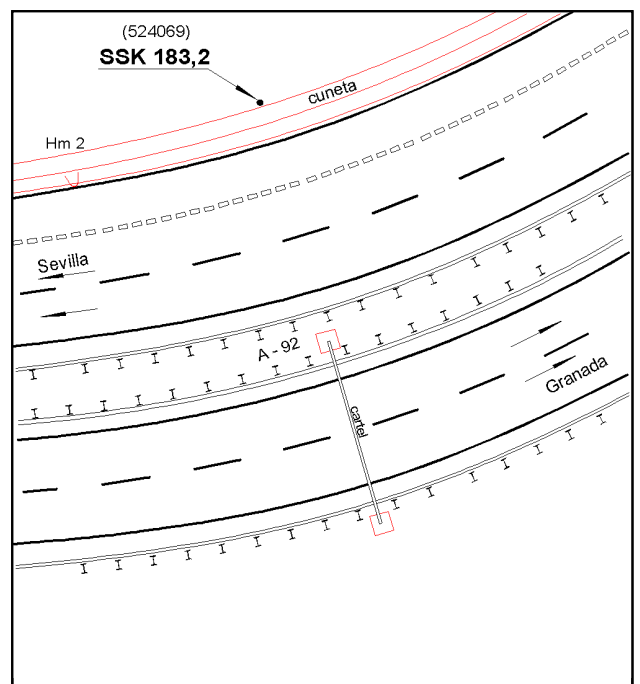 (524069)
SSK 183,2
cuneta
Hm 2
Sevilla
A - 92
Granada
cartel